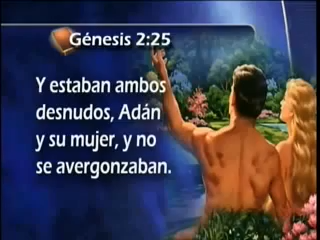 Génesis 2:25
Y estaban ambos
desnudos, Adán
y su mujer, y no
se avergonzaban.